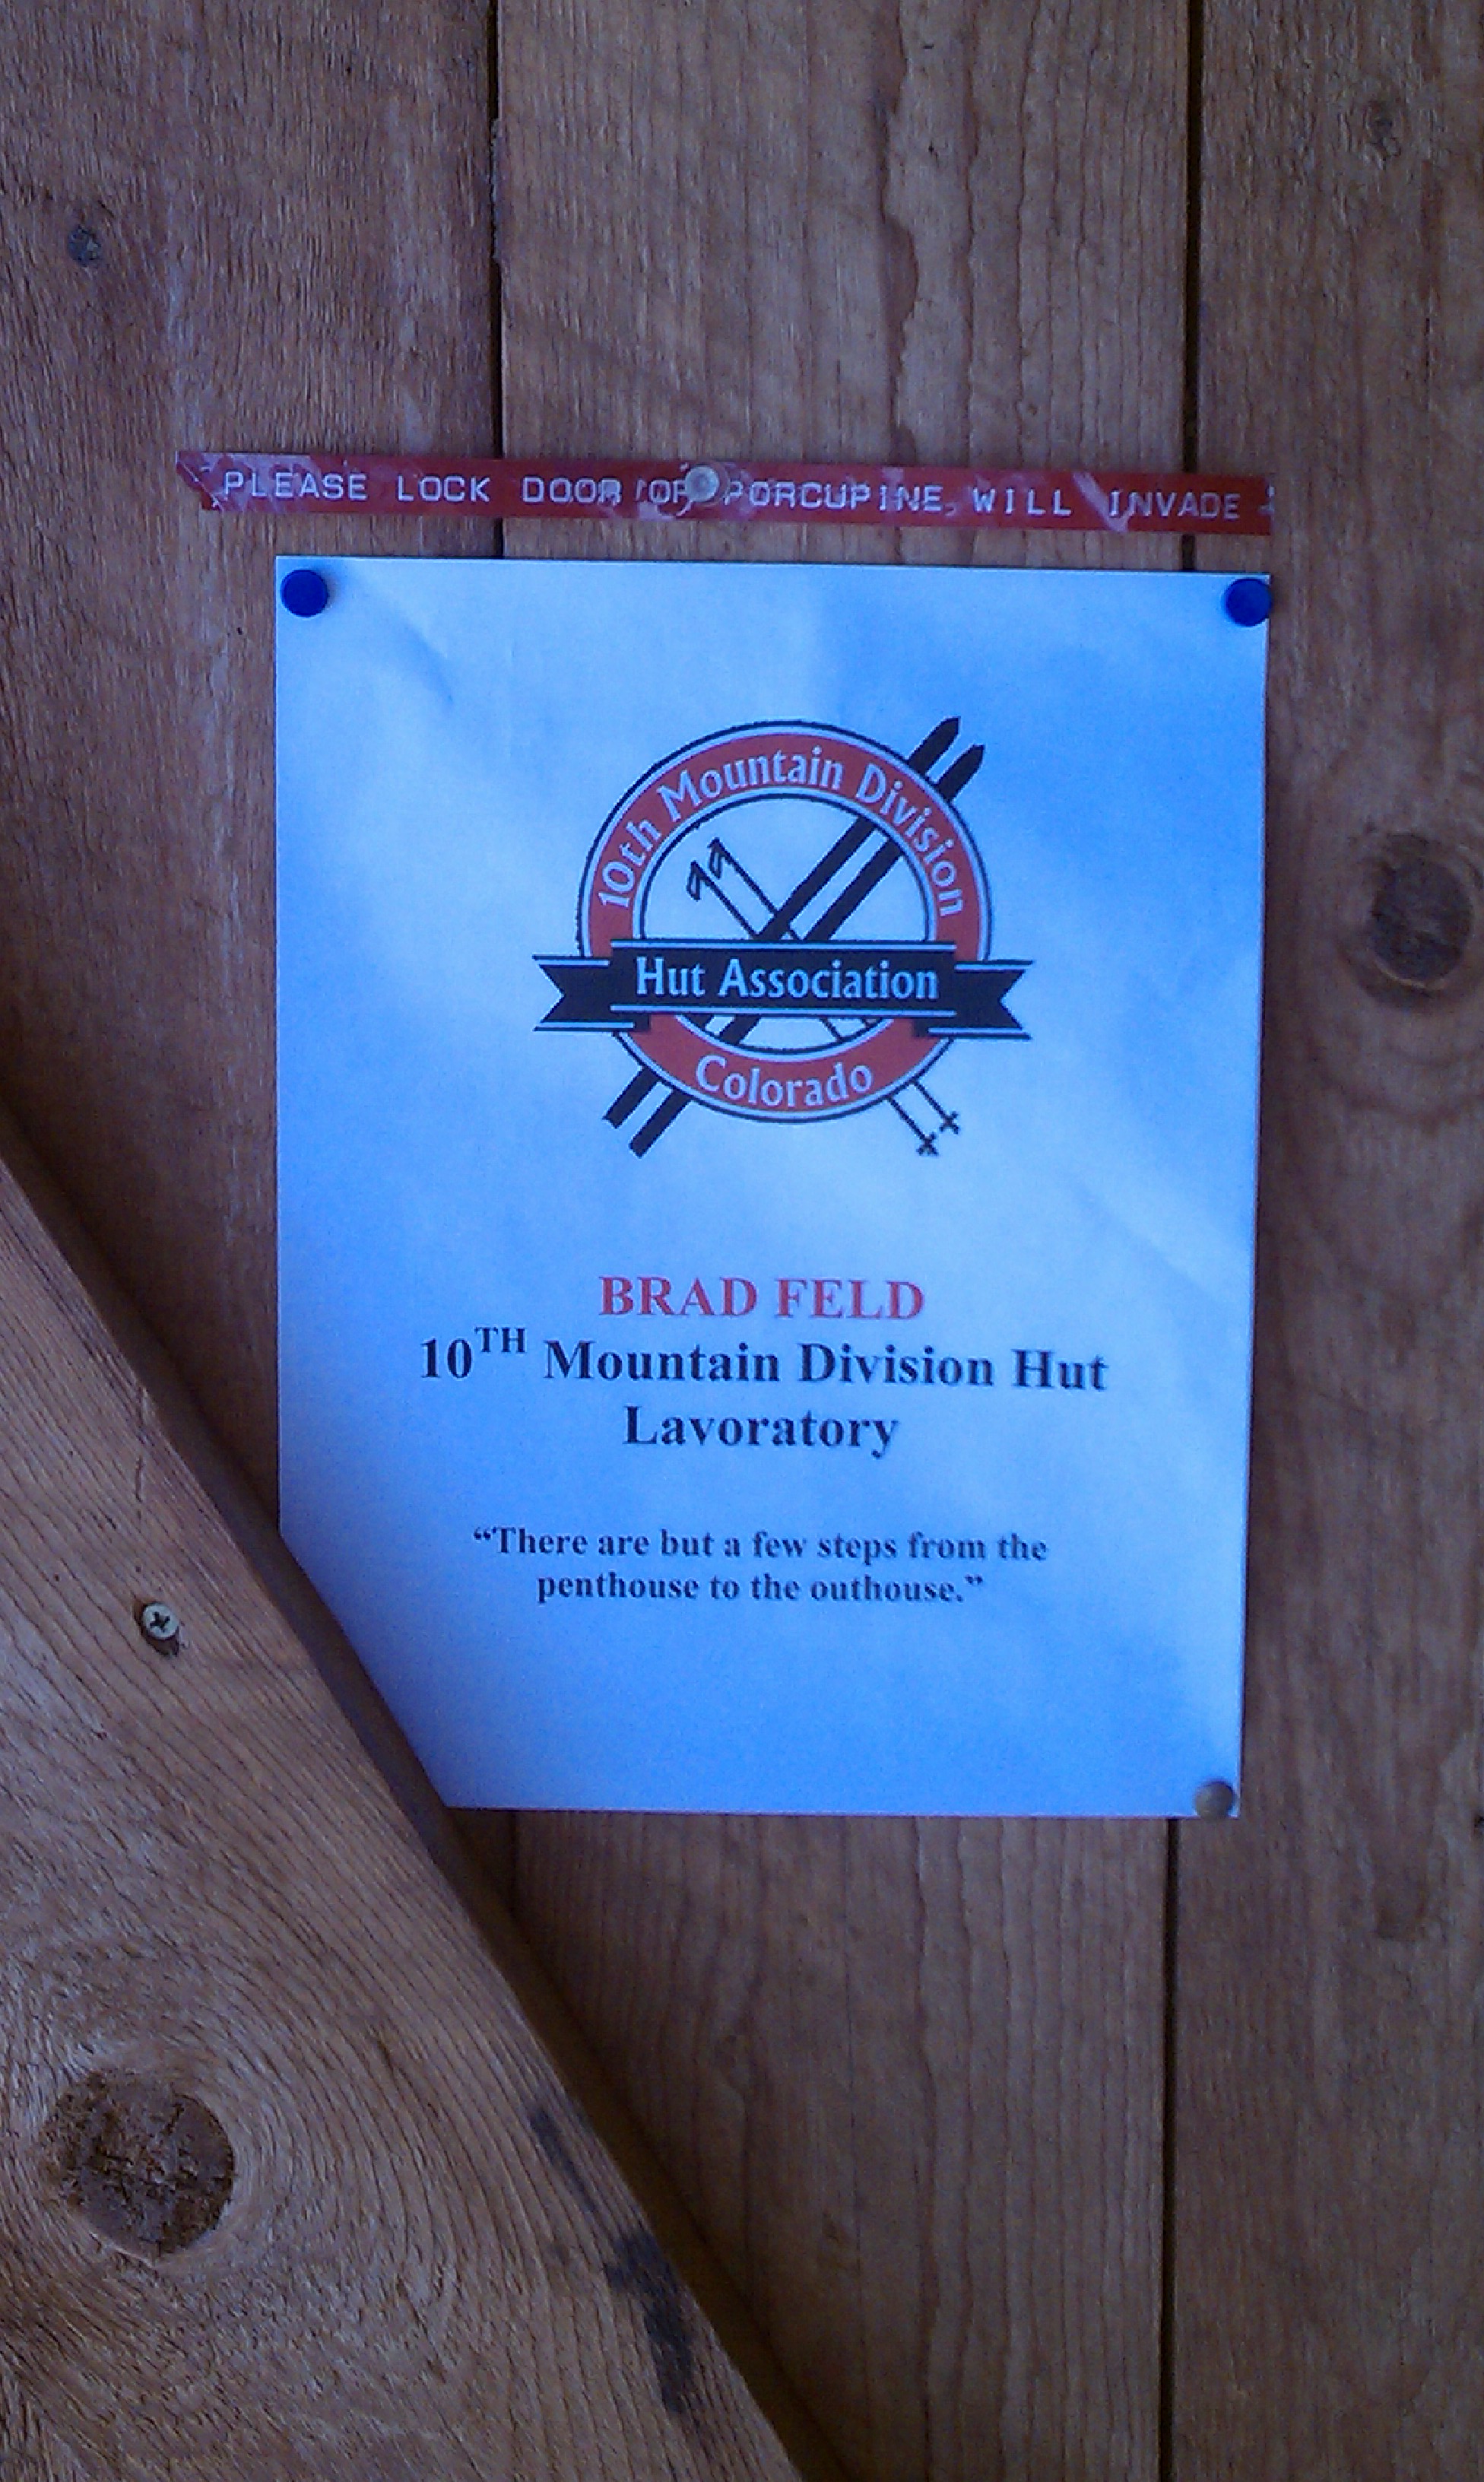 PLEASE LOCK DOOR OR PORCUPINE WILL INVADE
10th Mountain Division
Hut Association
Colorado
BRAD FELD
10TH Mountain Division Hut
Lavoratory
“There are but a few steps from the
penthouse to the outhouse.”